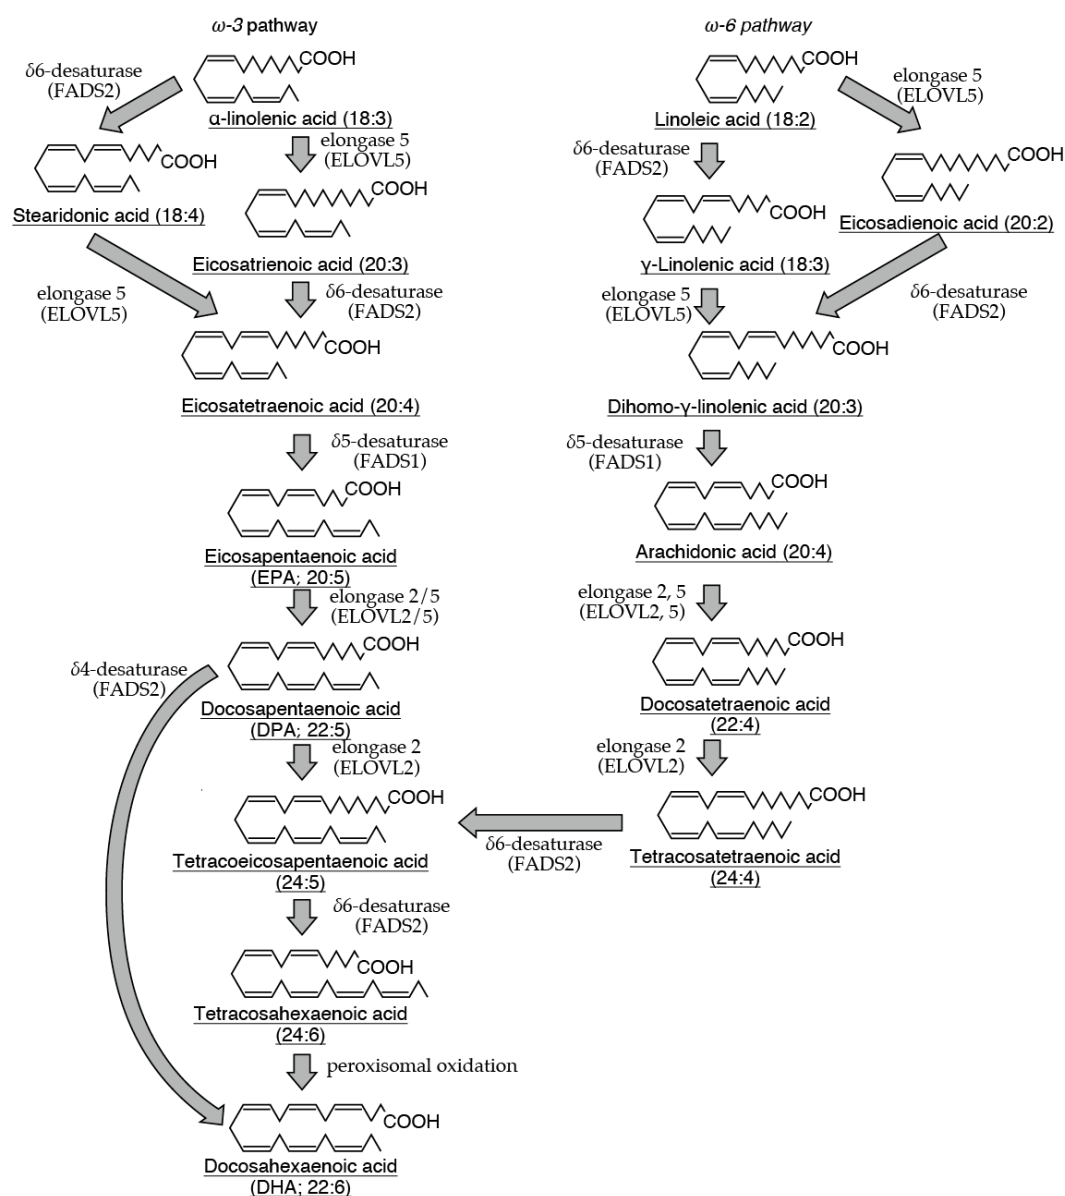 ω-3 pathway
COOH
δ6-desaturase
(FADS2)
α-linolenic acid (18:3)
elongase 5
(ELOVL5)
COOH
Stearidonic acid (18:4)
COOH
Eicosatrienoic acid (20:3)
elongase 5
(ELOVL5)
δ6-desaturase
(FADS2)
COOH
Eicosatetraenoic acid (20:4)
δ5-desaturase
(FADS1)
COOH
Eicosapentaenoic acid
(EPA; 20:5)
elongase 2/5
(ELOVL2/5)
COOH
δ4-desaturase
(FADS2)
Docosapentaenoic acid
(DPA; 22:5)
elongase 2
(ELOVL2)
COOH
Tetracoeicosapentaenoic acid
(24:5)
δ6-desaturase
(FADS2)
COOH
Tetracosahexaenoic acid
(24:6)
peroxisomal oxidation
COOH
Docosahexaenoic acid
(DHA; 22:6)
ω-6 pathway
COOH
Linoleic acid (18:2)
elongase 5
(ELOVL5)
δ6-desaturase
(FADS2)
COOH
Eicosadienoic acid (20:2)
COOH
γ-Linolenic acid (18:3)
elongase 5
(ELOVL5)
δ6-desaturase
(FADS2)
COOH
Dihomo-γ-linolenic acid (20:3)
δ5-desaturase
(FADS1)
COOH
Arachidonic acid (20:4)
elongase 2, 5
(ELOVL2, 5)
COOH
Docosatetraenoic acid
(22:4)
elongase 2
(ELOVL2)
COOH
Tetracosatetraenoic acid
(24:4)
δ6-desaturase
(FADS2)